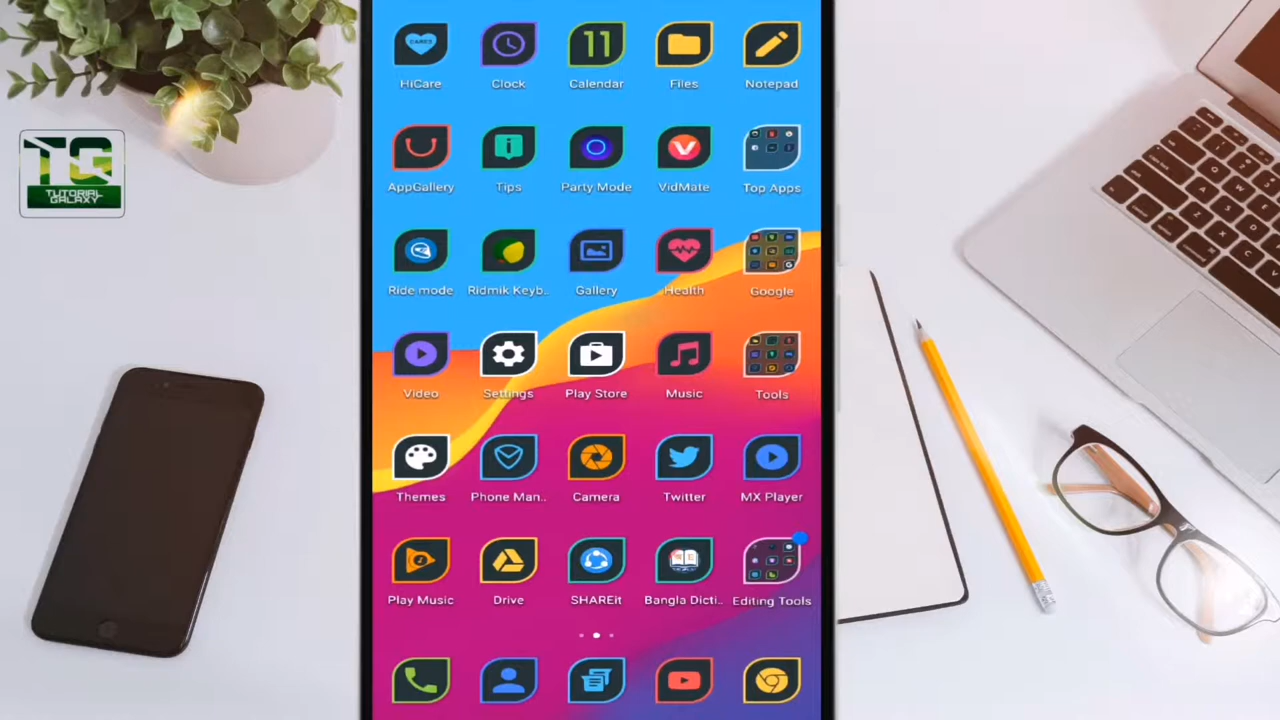 CARES
11
HiCare Clock Calendar Files Notepad
TG
TUTORIAL
GALAXY
AppGallery Tips Party Mode VidMate Top Apps
Ride mode Ridmik Keyb.. Gallery Health Google
Video Settings Play Store Music Tools
Themes Phone Man.. Camera Twitter MX Player
Play Music Drive SHAREit Bangla Dicti.. Editing Tools